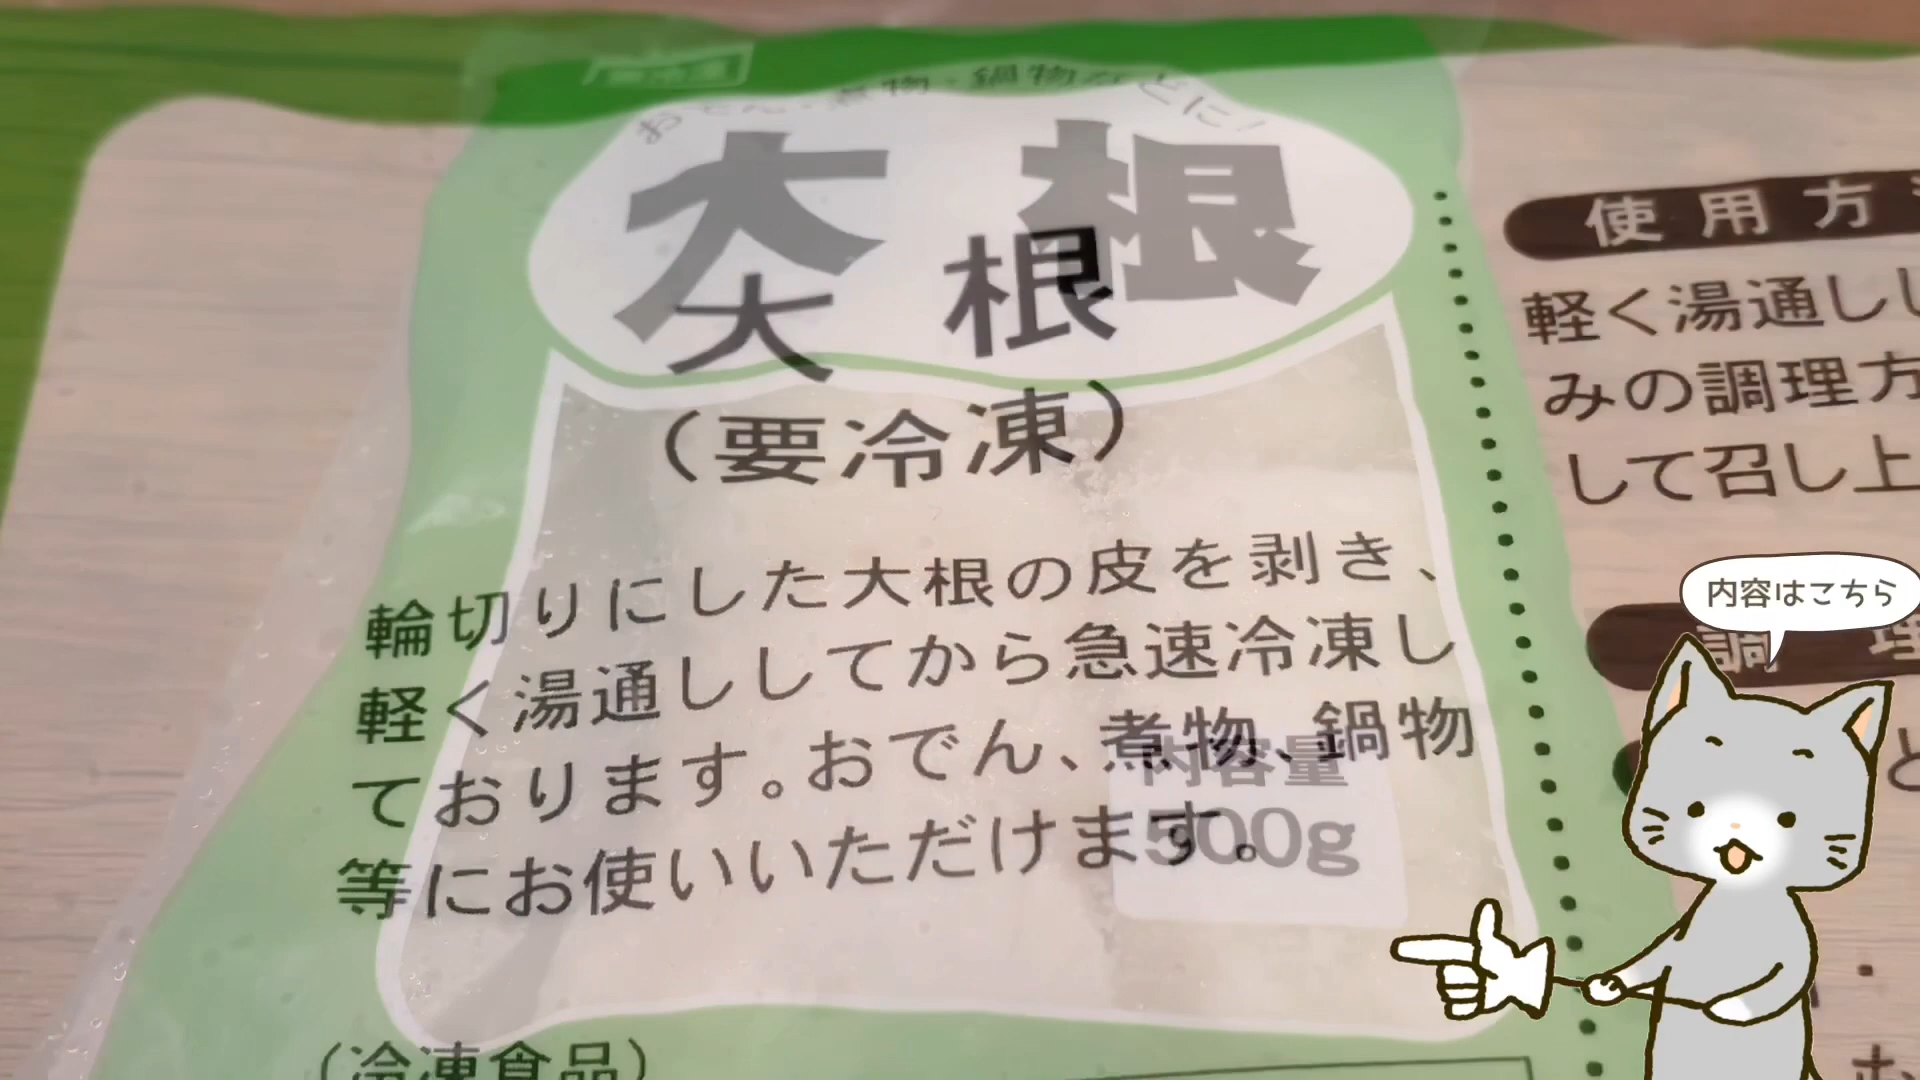 おでん・煮物・鍋物などに!
大根
大根
(要冷凍)
輪切りにした大根の皮を剥き、
軽く湯通ししてから急速冷凍し
ております。おでん、煮物、鍋物
等にお使いいただけます。
内容量
500g
(冷凍食品)
使用方
軽く湯通しし
みの調理方
して召し上
調理
と
内容はこちら